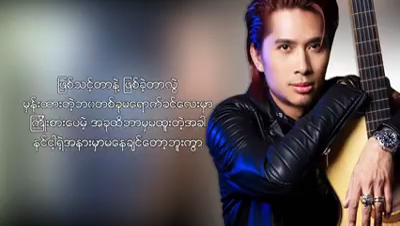 ဖြစ်သင့်တာနဲ့ ဖြစ်ခဲ့တာလွဲ
မှန်းထားတဲ့ဘဝတစ်ခုမရောက်ခင်လေးမှာ
ကြိုးစားပေမဲ့ အခုထိဘာမှမထူးတဲ့အခါ
နင်ငါ့ရဲ့အနားမှာမနေချင်တော့ဘူးကွာ